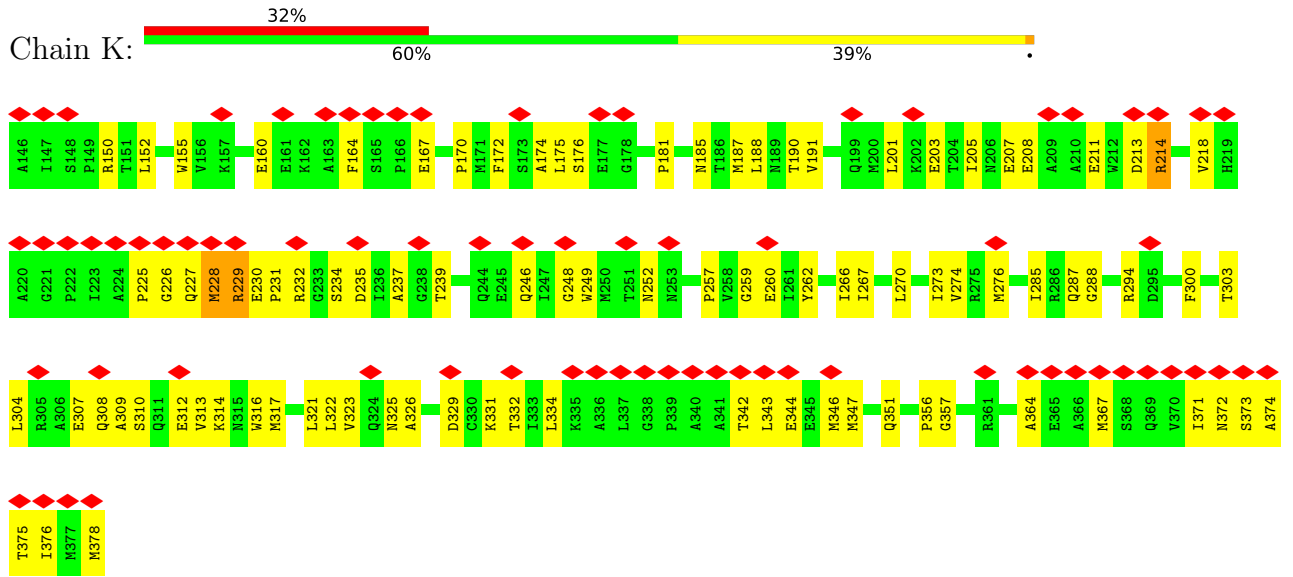 32%
Chain K:
60% 39% •
A146 I147 S148 P149 R150 T151 L152 W155 V156 K157 E160 E161 K162 A163 F164 S165 P166 E167 P170 M171 F172 S173 A174 L175 S176 E177 G178 P181 N185 T186 M187 L188 N189 T190 V191 Q199 M200 L201 K202 E203 T204 I205 N206 E207 E208 A209 A210 E211 W212 D213 R214 V218 H219
A220 G221 P222 I223 A224 P225 G226 Q227 M228 R229 E230 P231 R232 G233 S234 D235 I236 A237 G238 T239 Q244 E245 Q246 I247 G248 W249 M250 T251 N252 N253 P257 V258 G259 E260 I261 Y262 I266 I267 L270 I273 V274 R275 M276 I285 R286 Q287 G288 R294 D295 F300 T303
L304 R305 A306 E307 Q308 A309 S310 Q311 E312 V313 K314 N315 W316 M317 L321 L322 V323 Q324 N325 A326 D329 C330 K331 T332 I333 L334 K335 A336 L337 G338 P339 A340 A341 T342 L343 E344 E345 M346 M347 Q351 P356 G357 R361 A364 E365 A366 M367 S368 Q369 V370 I371 N372 S373 A374
T375 I376 M377 M378